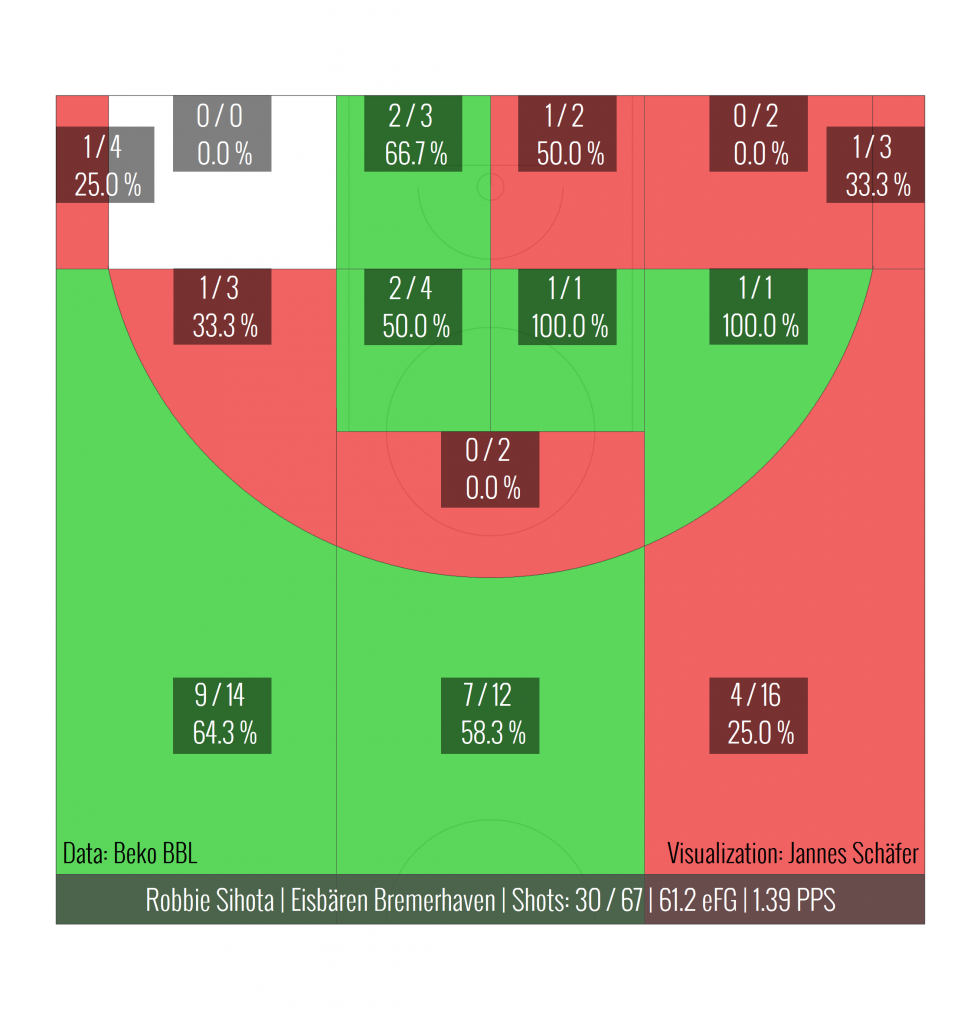 0 / 0
0.0 %
2 / 3
66.7 %
1 / 2
50.0 %
0 / 2
0.0 %
1 / 4
25.0 %
1 / 3
33.3 %
1 / 3
33.3 %
2 / 4
50.0 %
1 / 1
100.0 %
1 / 1
100.0 %
0 / 2
0.0 %
9 / 14
64.3 %
7 / 12
58.3 %
4 / 16
25.0 %
Data: Beko BBL
Visualization: Jannes Schäfer
Robbie Sihota | Eisbären Bremerhaven | Shots: 30 / 67 | 61.2 eFG | 1.39 PPS